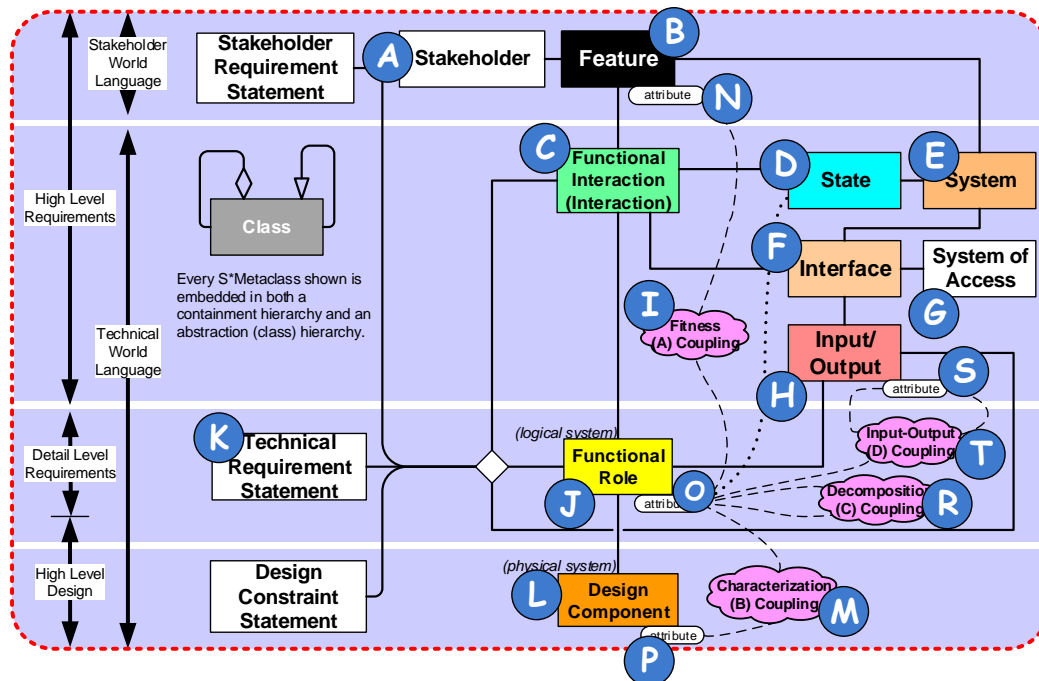 Stakeholder
World
Language
High Level
Requirements
Technical
World
Language
Detail Level
Requirements
High Level
Design
Stakeholder
Requirement
Statement
A
Stakeholder
B
Feature
attribute
N
Class
Every S*Metaclass shown is
embedded in both a
containment hierarchy and an
abstraction (class) hierarchy.
C
Functional
Interaction
(Interaction)
D
State
E
System
F
Interface
System of
Access
G
I
Fitness
(A) Coupling
Input/
Output
attribute
S
H
K
Technical
Requirement
Statement
(logical system)
Functional
Role
J
O
Input-Output
(D) Coupling
T
Decomposition
(C) Coupling
R
Design
Constraint
Statement
(physical system)
L
Design
Component
attribute
P
Characterization
(B) Coupling
M